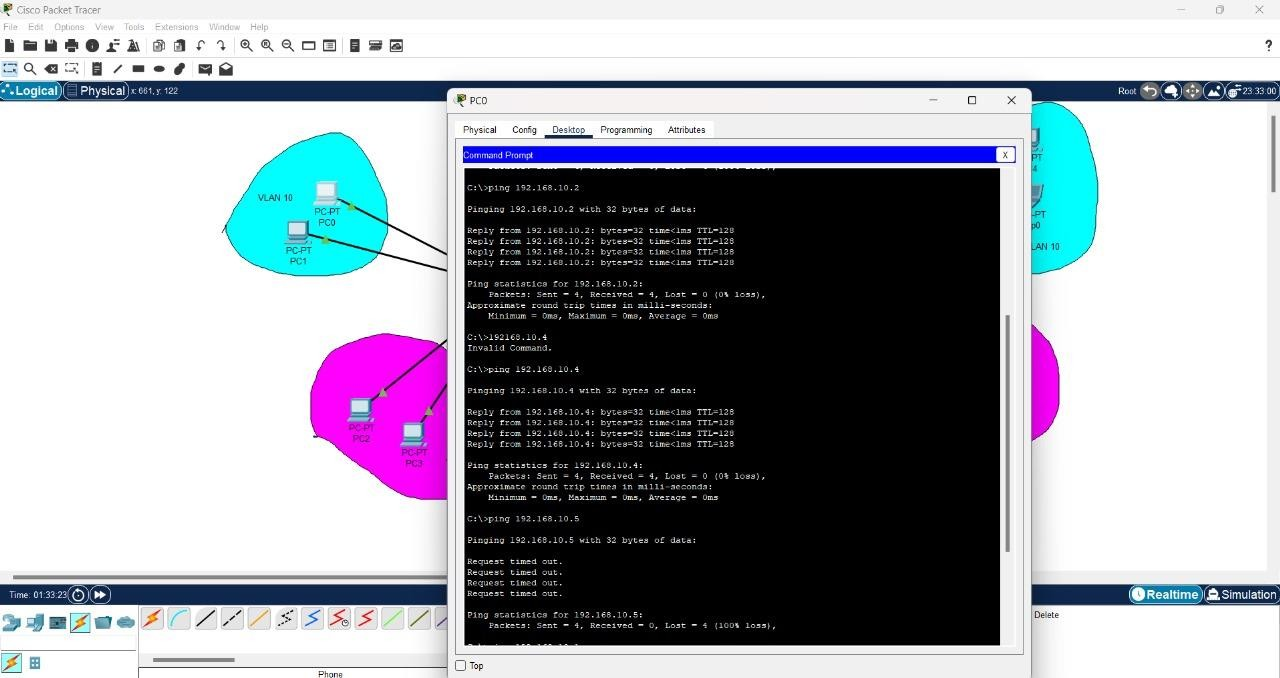 Cisco Packet Tracer
File Edit Options View Tools Extensions Window Help
Logical Physical x: 661, y: 122
Root 23:33:00
PC0
Physical Config Desktop Programming Attributes
Command Prompt X
C:\>ping 192.168.10.2
Pinging 192.168.10.2 with 32 bytes of data:
Reply from 192.168.10.2: bytes=32 time<1ms TTL=128
Reply from 192.168.10.2: bytes=32 time<1ms TTL=128
Reply from 192.168.10.2: bytes=32 time<1ms TTL=128
Reply from 192.168.10.2: bytes=32 time<1ms TTL=128
Ping statistics for 192.168.10.2:
Packets: Sent = 4, Received = 4, Lost = 0 (0% loss),
Approximate round trip times in milli-seconds:
Minimum = 0ms, Maximum = 0ms, Average = 0ms
C:\>192168.10.4
Invalid Command.
C:\>ping 192.168.10.4
Pinging 192.168.10.4 with 32 bytes of data:
Reply from 192.168.10.4: bytes=32 time<1ms TTL=128
Reply from 192.168.10.4: bytes=32 time<1ms TTL=128
Reply from 192.168.10.4: bytes=32 time<1ms TTL=128
Reply from 192.168.10.4: bytes=32 time<1ms TTL=128
Ping statistics for 192.168.10.4:
Packets: Sent = 4, Received = 4, Lost = 0 (0% loss),
Approximate round trip times in milli-seconds:
Minimum = 0ms, Maximum = 0ms, Average = 0ms
C:\>ping 192.168.10.5
Pinging 192.168.10.5 with 32 bytes of data:
Request timed out.
Request timed out.
Request timed out.
Request timed out.
Ping statistics for 192.168.10.5:
Packets: Sent = 4, Received = 0, Lost = 4 (100% loss),
Top
VLAN 10
PC-PT
PC0
PC-PT
PC1
PC-PT
PC2
PC-PT
PC3
Time: 01:33:23
Realtime Simulation
Delete
Phone